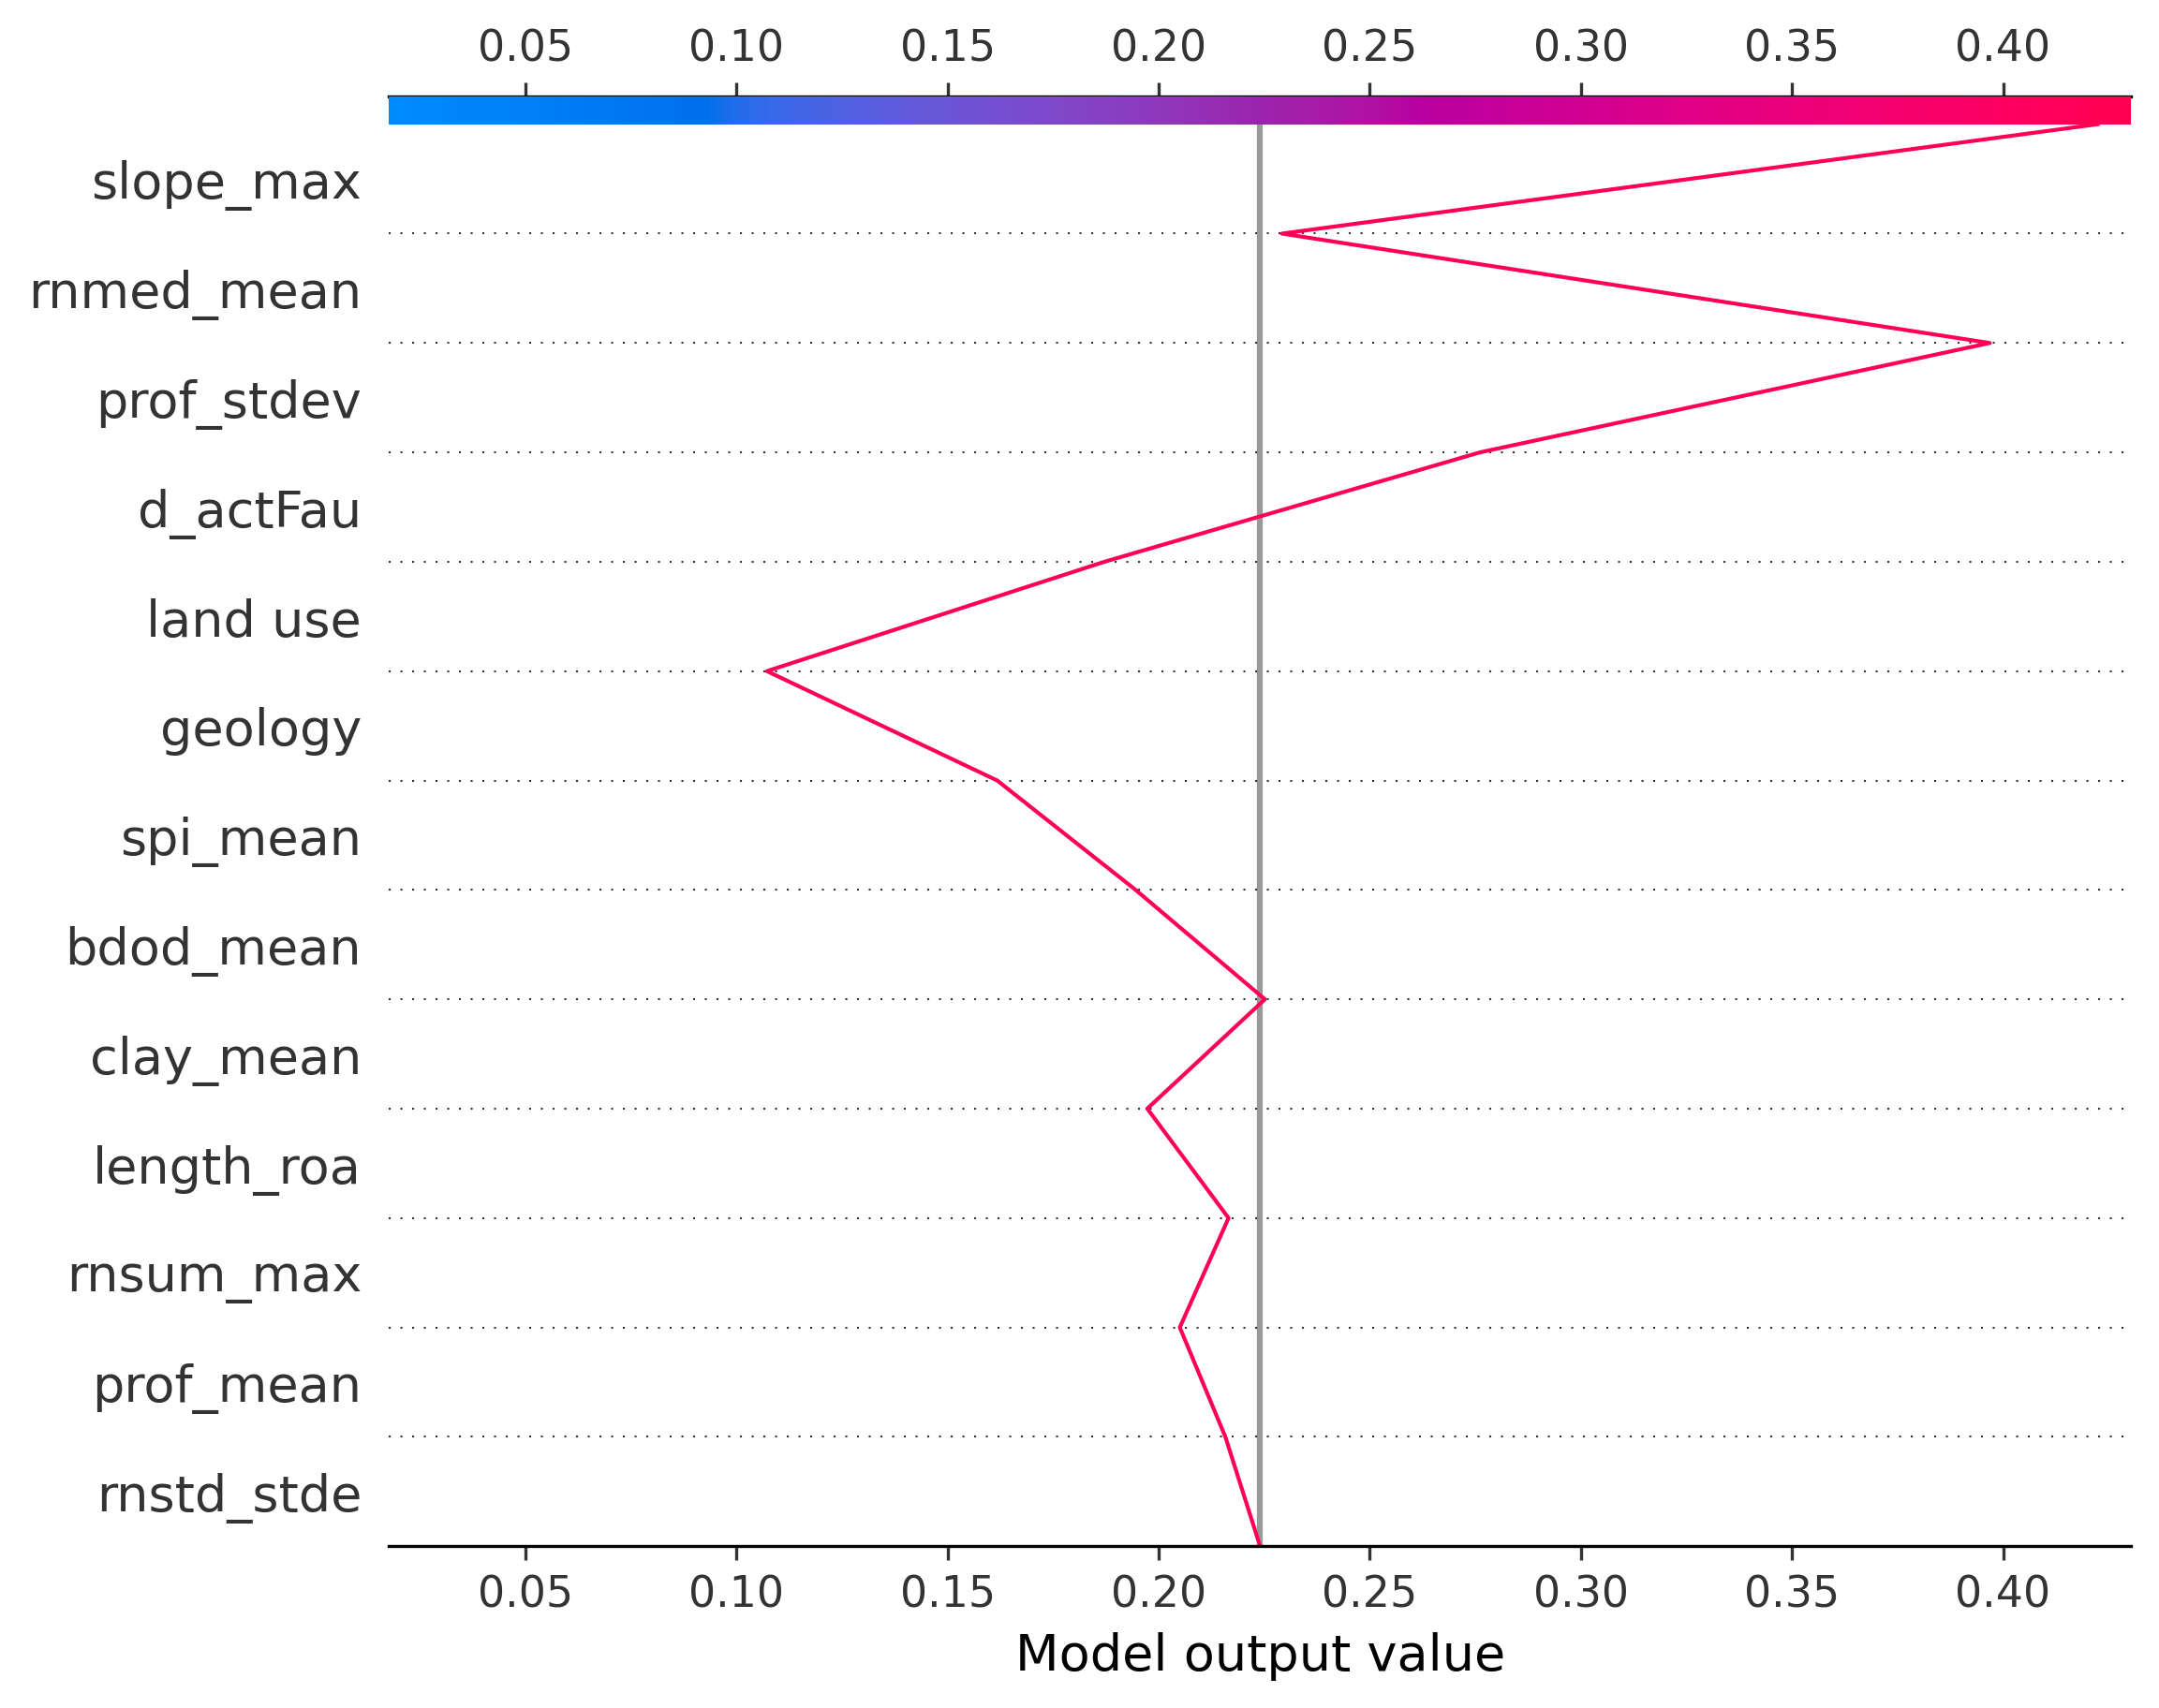 0.05 0.10 0.15 0.20 0.25 0.30 0.35 0.40
slope_max
rnmed_mean
prof_stdev
d_actFau
land use
geology
spi_mean
bdod_mean
clay_mean
length_roa
rnsum_max
prof_mean
rnstd_stde
0.05 0.10 0.15 0.20 0.25 0.30 0.35 0.40
Model output value